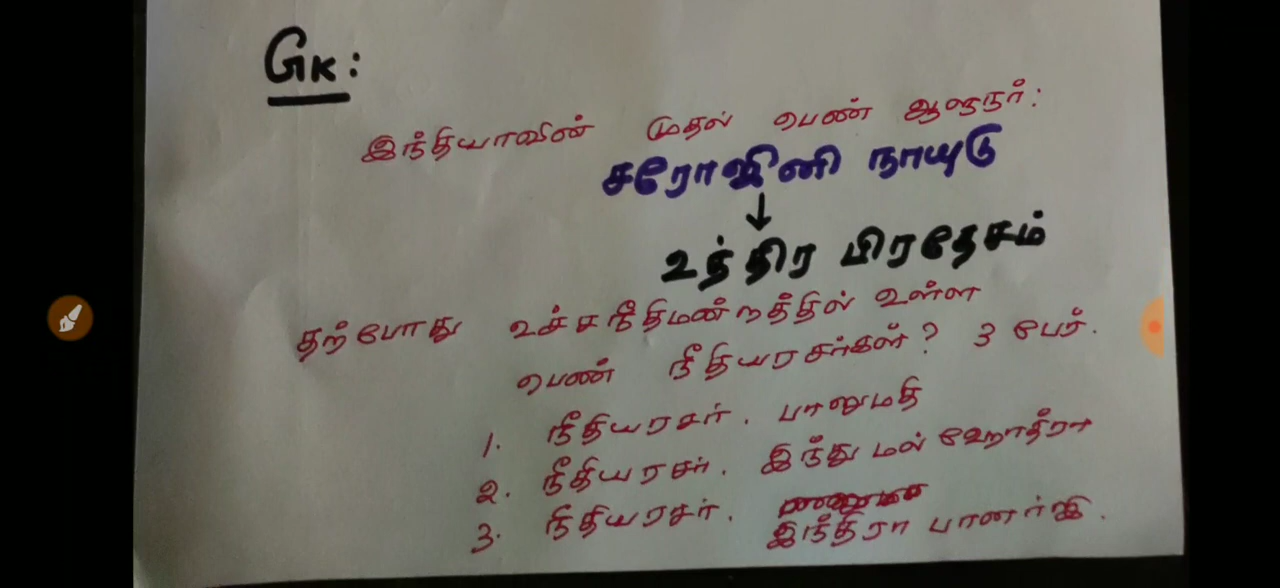 GK:
இந்தியாவின் முதல் பெண் ஆளுநர்:
சரோஜினி நாயுடு
↓
உத்திர பிரதேசம்
தற்போது உச்சநீதிமன்றத்தில் உள்ள
பெண் நீதியரசர்கள்? 3 பேர்.
1. நீதியரசர். பானுமதி
2. நீதியரசர். இந்து மல்ஹோத்ரா
3. நீதியரசர்.
இந்திரா பானர்ஜி.